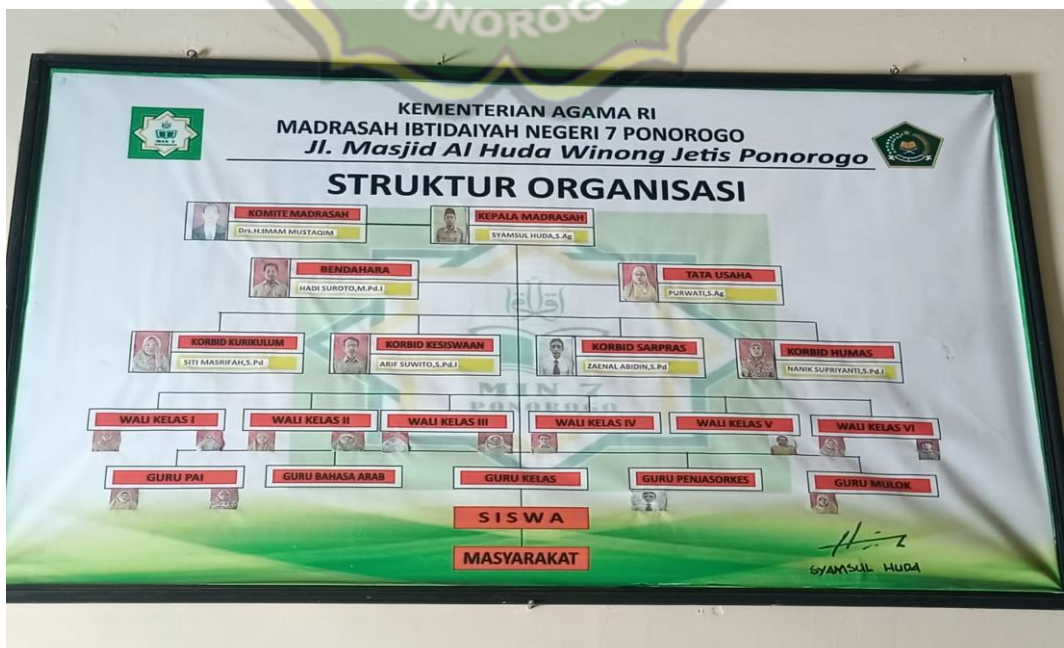 PONOROGO
KEMENTERIAN AGAMA RI
MADRASAH IBTIDAIYAH NEGERI 7 PONOROGO
Jl. Masjid Al Huda Winong Jetis Ponorogo
MIN 7
STRUKTUR ORGANISASI
KOMITE MADRASAH
Drs.H.IMAM MUSTAQIM
KEPALA MADRASAH
SYAMSUL HUDA,S.Ag
BENDAHARA
HADI SUROTO,M.Pd.I
TATA USAHA
PURWATI,S.Ag
اقرأ
KORBID KURIKULUM
SITI MASRIFAH,S.Pd
KORBID KESISWAAN
ARIF SUWITO,S.Pd.I
KORBID SARPRAS
ZAENAL ABIDIN,S.Pd
KORBID HUMAS
NANIK SUPRIYANTI,S.Pd.I
MIN 7
PONOROGO
WALI KELAS I
WALI KELAS II
WALI KELAS III
WALI KELAS IV
WALI KELAS V
WALI KELAS VI
GURU PAI
GURU BAHASA ARAB
GURU KELAS
GURU PENJASORKES
GURU MULOK
SISWA
MASYARAKAT
SYAMSUL HUDA